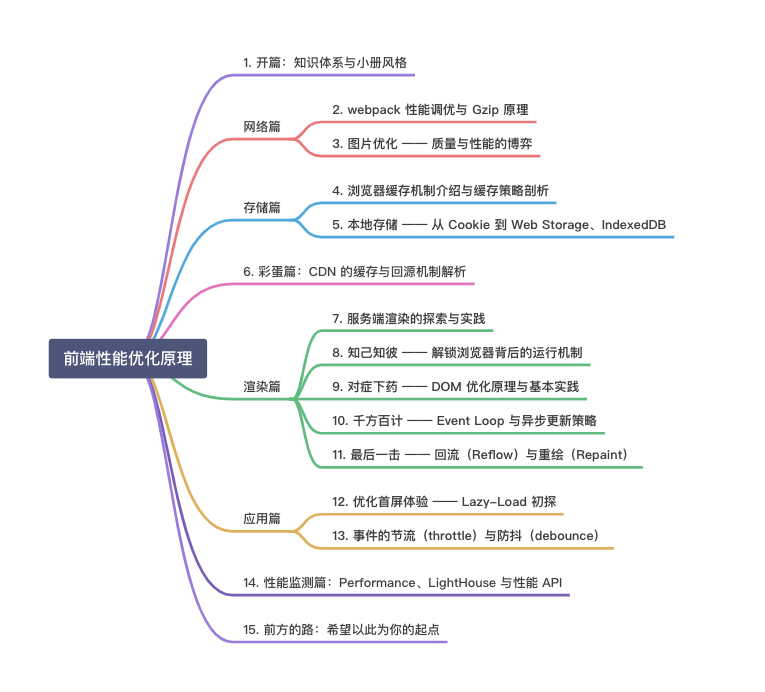 1. 开篇：知识体系与小册风格
网络篇
2. webpack 性能调优与 Gzip 原理
3. 图片优化 —— 质量与性能的博弈
存储篇
4. 浏览器缓存机制介绍与缓存策略剖析
5. 本地存储 —— 从 Cookie 到 Web Storage、IndexedDB
6. 彩蛋篇：CDN 的缓存与回源机制解析
前端性能优化原理
渲染篇
7. 服务端渲染的探索与实践
8. 知己知彼 —— 解锁浏览器背后的运行机制
9. 对症下药 —— DOM 优化原理与基本实践
10. 千方百计 —— Event Loop 与异步更新策略
11. 最后一击 —— 回流（Reflow）与重绘（Repaint）
应用篇
12. 优化首屏体验 —— Lazy-Load 初探
13. 事件的节流（throttle）与防抖（debounce）
14. 性能监测篇：Performance、LightHouse 与性能 API
15. 前方的路：希望以此为你的起点